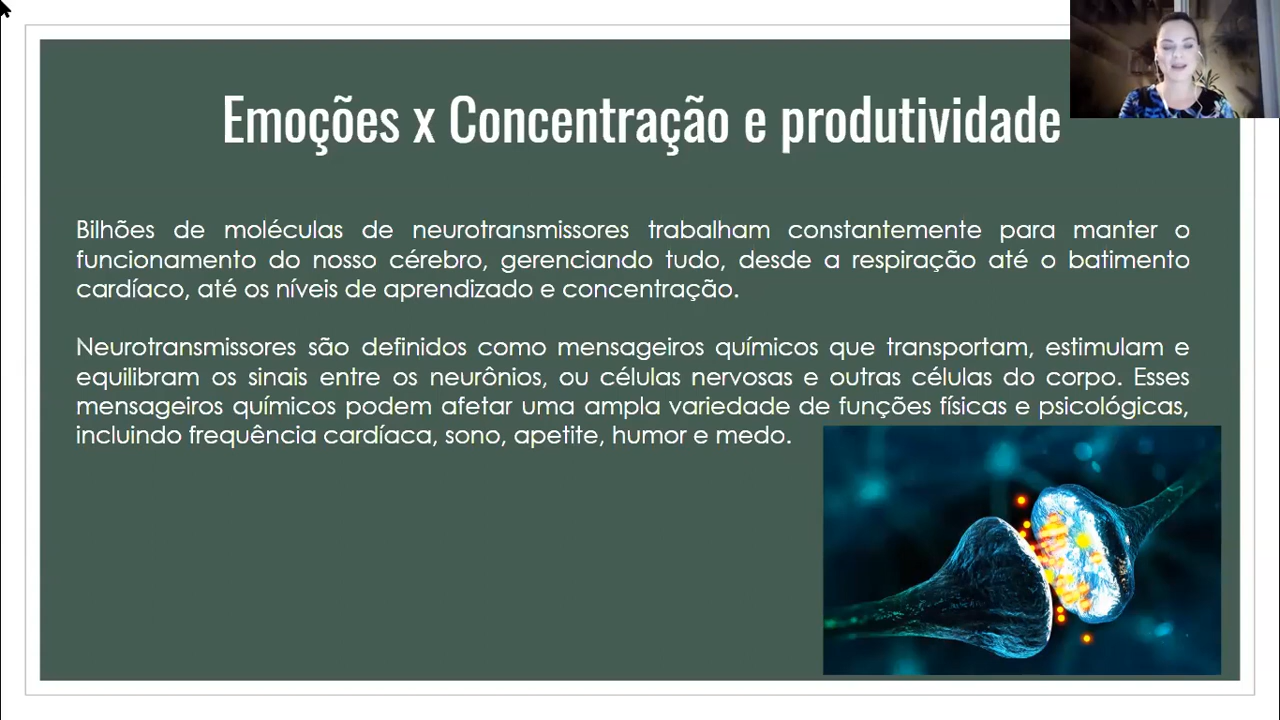 Emoções x Concentração e produtividade
Bilhões de moléculas de neurotransmissores trabalham constantemente para manter o
funcionamento do nosso cérebro, gerenciando tudo, desde a respiração até o batimento
cardíaco, até os níveis de aprendizado e concentração.
Neurotransmissores são definidos como mensageiros químicos que transportam, estimulam e
equilibram os sinais entre os neurônios, ou células nervosas e outras células do corpo. Esses
mensageiros químicos podem afetar uma ampla variedade de funções físicas e psicológicas,
incluindo frequência cardíaca, sono, apetite, humor e medo.